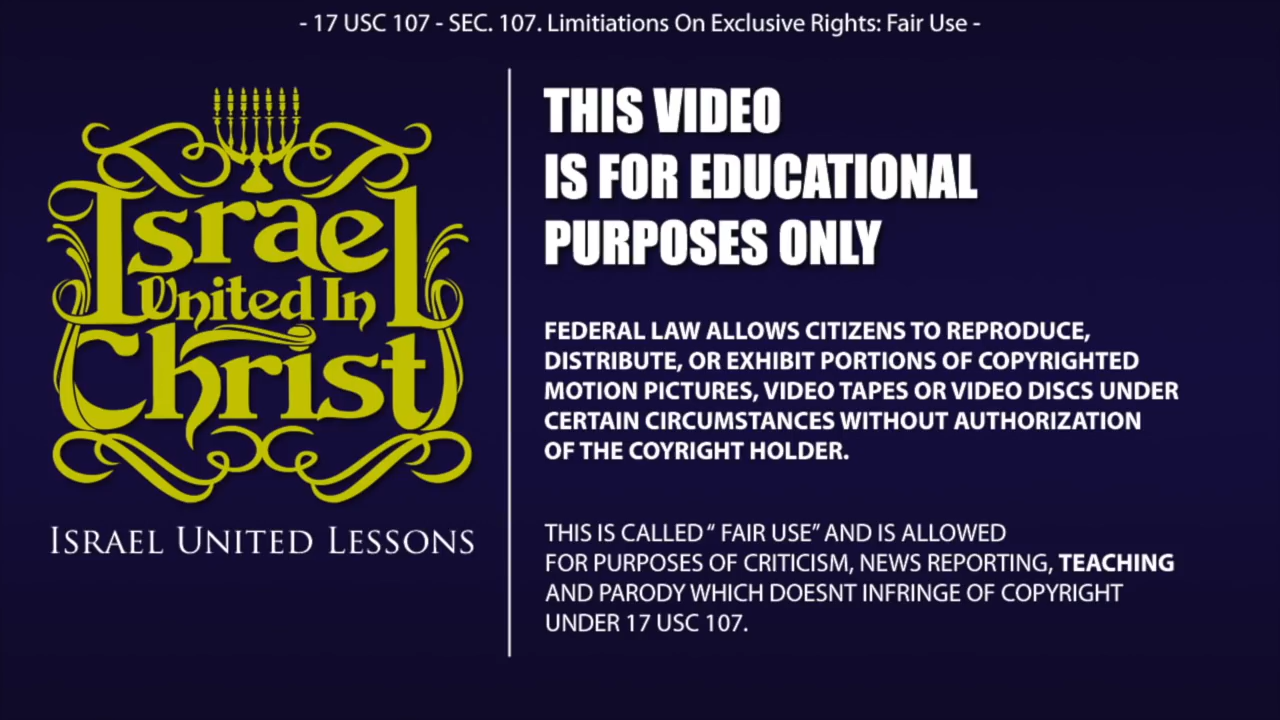 - 17 USC 107 - SEC. 107. Limitiations On Exclusive Rights: Fair Use -
Israel
United In
Christ
ISRAEL UNITED LESSONS
THIS VIDEO
IS FOR EDUCATIONAL
PURPOSES ONLY
FEDERAL LAW ALLOWS CITIZENS TO REPRODUCE,
DISTRIBUTE, OR EXHIBIT PORTIONS OF COPYRIGHTED
MOTION PICTURES, VIDEO TAPES OR VIDEO DISCS UNDER
CERTAIN CIRCUMSTANCES WITHOUT AUTHORIZATION
OF THE COYRIGHT HOLDER.
THIS IS CALLED “ FAIR USE” AND IS ALLOWED
FOR PURPOSES OF CRITICISM, NEWS REPORTING, TEACHING
AND PARODY WHICH DOESNT INFRINGE OF COPYRIGHT
UNDER 17 USC 107.